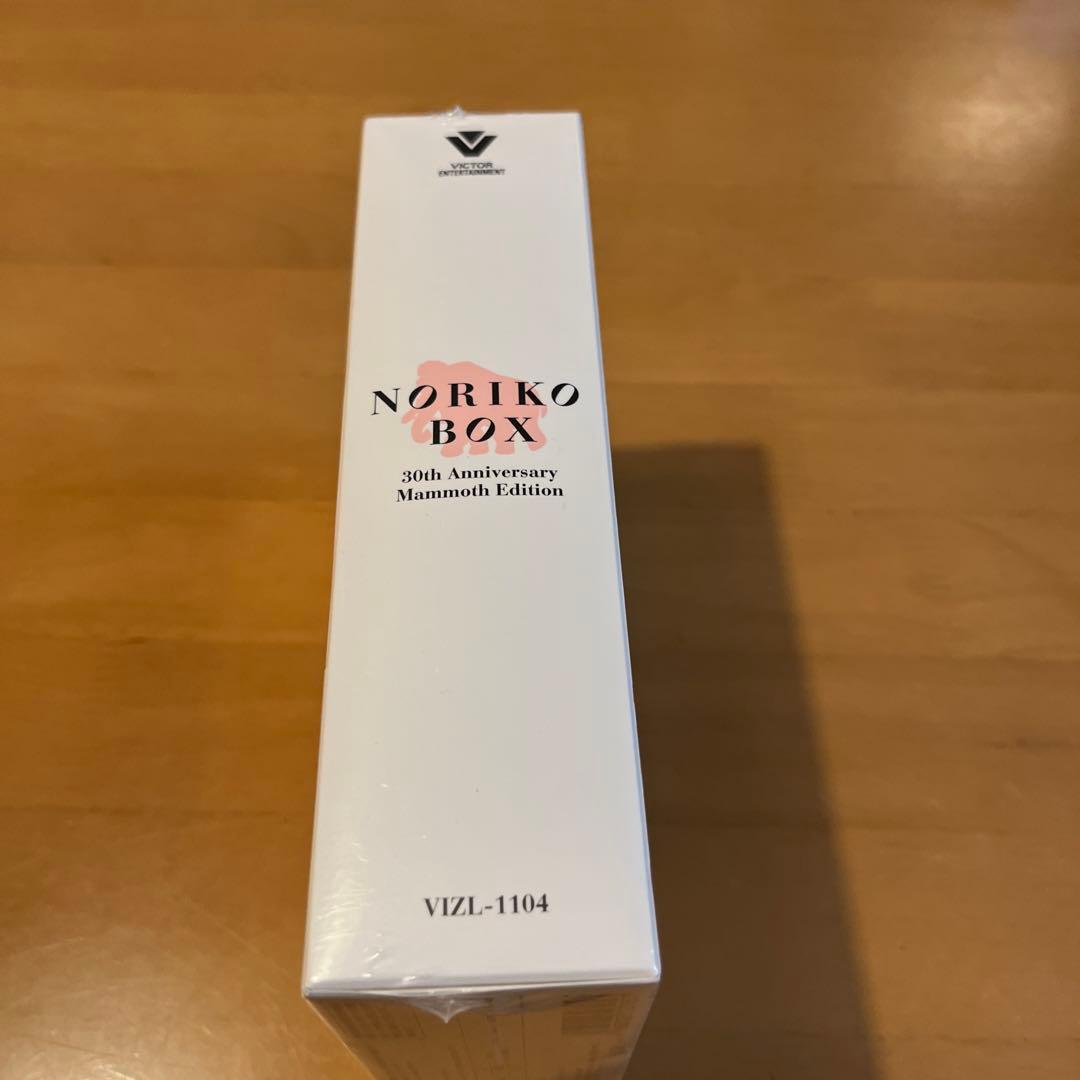 VICTOR
ENTERTAINMENT
NORIKO
BOX
30th Anniversary
Mammoth Edition
VIZL-1104